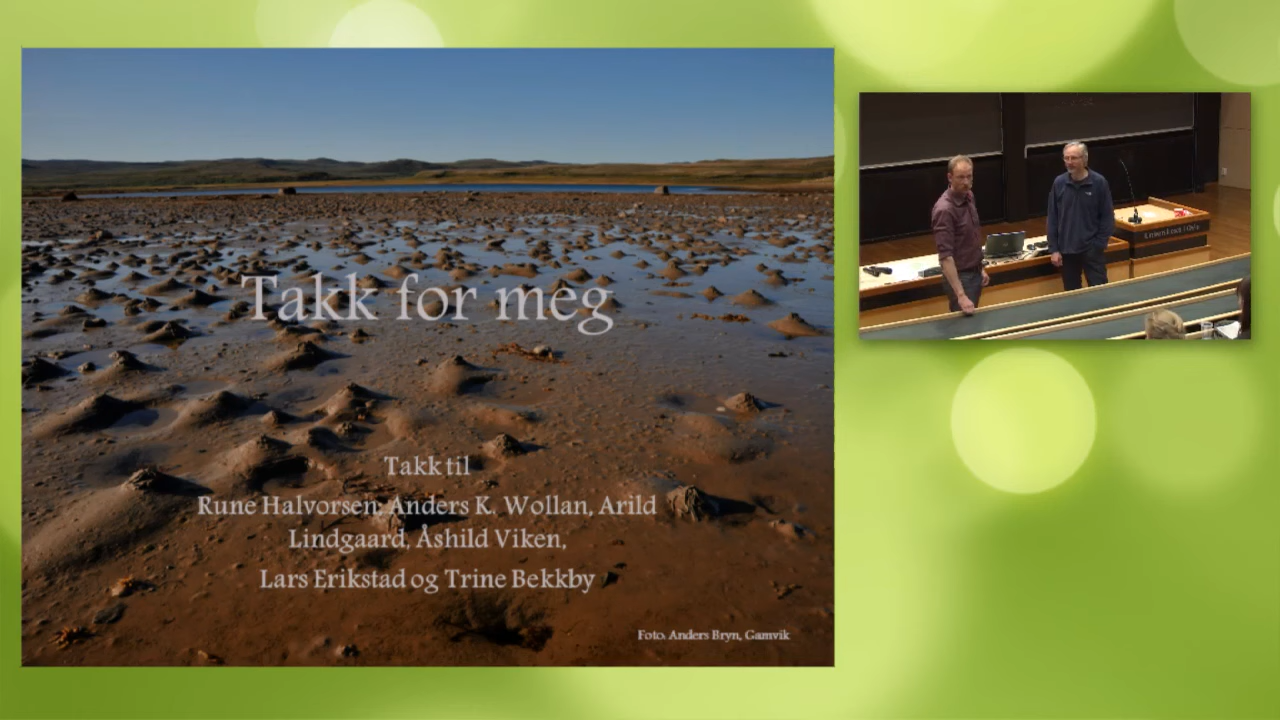 Takk for meg
Takk til
Rune Halvorsen, Anders K. Wollan, Arild
Lindgaard, Åshild Viken,
Lars Erikstad og Trine Bekkby
Foto: Anders Bryn, Gamvik